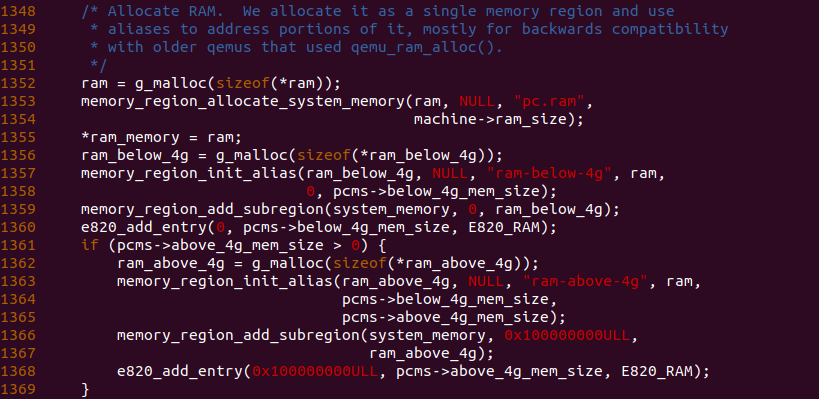 1348     /* Allocate RAM.  We allocate it as a single memory region and use
1349      * aliases to address portions of it, mostly for backwards compatibility
1350      * with older qemus that used qemu_ram_alloc().
1351      */
1352     ram = g_malloc(sizeof(*ram));
1353     memory_region_allocate_system_memory(ram, NULL, "pc.ram",
1354                                          machine->ram_size);
1355     *ram_memory = ram;
1356     ram_below_4g = g_malloc(sizeof(*ram_below_4g));
1357     memory_region_init_alias(ram_below_4g, NULL, "ram-below-4g", ram,
1358                              0, pcms->below_4g_mem_size);
1359     memory_region_add_subregion(system_memory, 0, ram_below_4g);
1360     e820_add_entry(0, pcms->below_4g_mem_size, E820_RAM);
1361     if (pcms->above_4g_mem_size > 0) {
1362         ram_above_4g = g_malloc(sizeof(*ram_above_4g));
1363         memory_region_init_alias(ram_above_4g, NULL, "ram-above-4g", ram,
1364                                  pcms->below_4g_mem_size,
1365                                  pcms->above_4g_mem_size);
1366         memory_region_add_subregion(system_memory, 0x100000000ULL,
1367                                     ram_above_4g);
1368         e820_add_entry(0x100000000ULL, pcms->above_4g_mem_size, E820_RAM);
1369     }